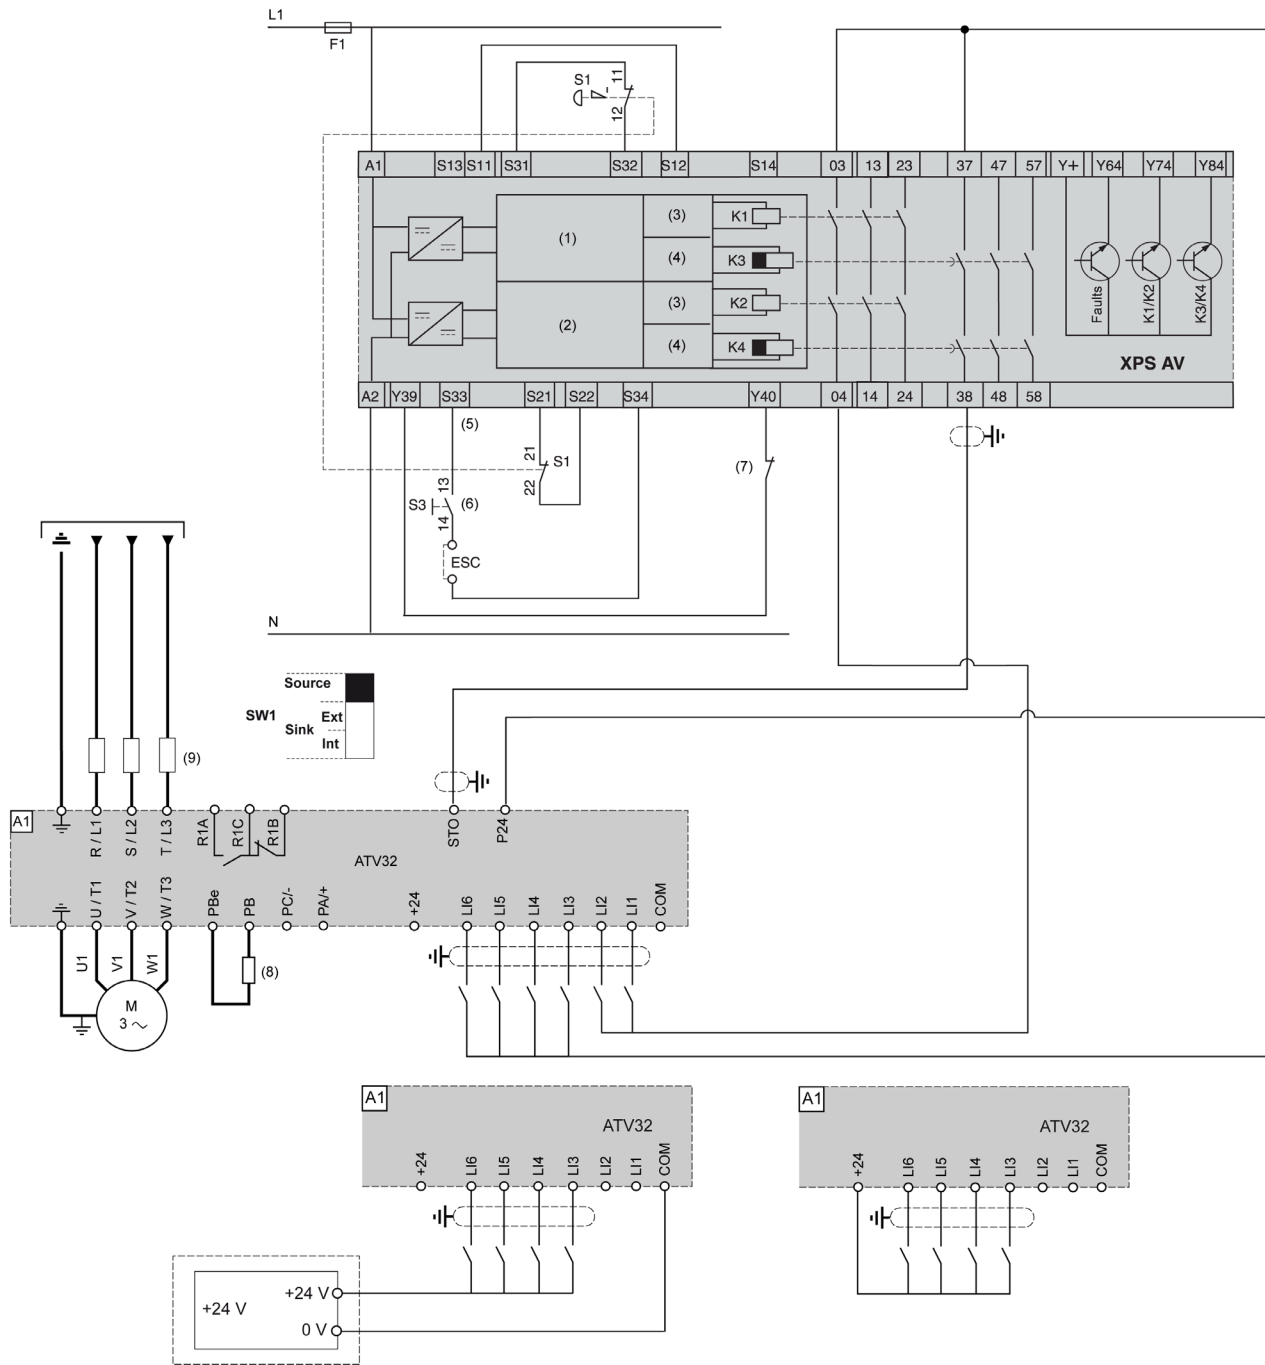 L1
F1
S1
11
12
A1 S13 S11 S31 S32 S12 S14 03 13 23 37 47 57 Y+ Y64 Y74 Y84
(1)
(3)
K1
(4)
K3
(2)
(3)
K2
(4)
K4
Faults
K1/K2
K3/K4
XPS AV
A2 Y39 S33 S21 S22 S34 Y40 04 14 24 38 48 58
(5)
21
22
S1
(7)
13
14
S3
(6)
ESC
N
Source
SW1
Sink
Ext
Int
(9)
A1
R / L1
S / L2
T / L3
R1A
R1C
R1B
STO
P24
ATV32
U / T1
V / T2
W / T3
PBe
PB
PC/-
PA/+
+24
LI6
LI5
LI4
LI3
LI2
LI1
COM
U1
V1
W1
(8)
M
3
A1
ATV32
+24
LI6
LI5
LI4
LI3
LI2
LI1
COM
A1
ATV32
+24
LI6
LI5
LI4
LI3
LI2
LI1
COM
+24 V
+24 V
0 V